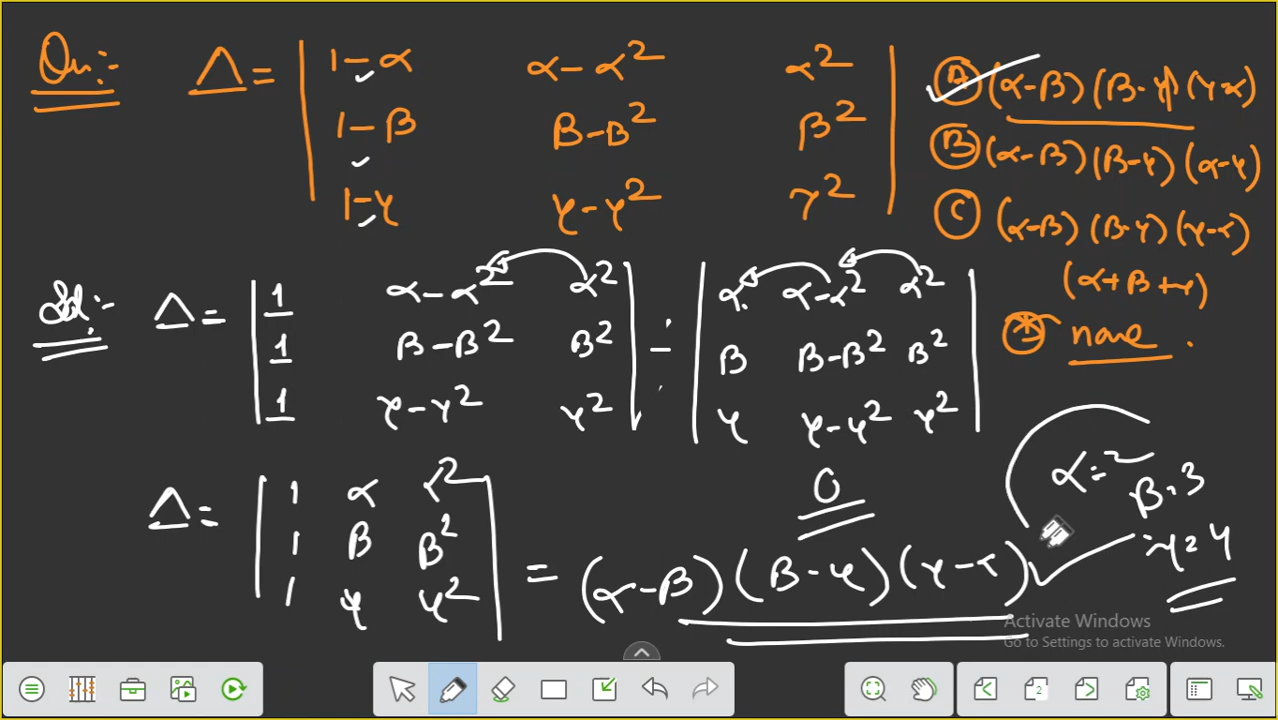 Qn:- Δ = | 1-α α-α² α² |
| 1-β β-β² β² |
| 1-γ γ-γ² γ² |
(A) (α-β)(β-γ)(γ-α)
(B) (α-β)(β-γ)(α-γ)
(C) (α-β)(β-γ)(γ-α)
(α+β+γ)
none.
Sol:- Δ = | 1 α-α² α² | - | α α-α² α² |
| 1 β-β² β² | | β β-β² β² |
| 1 γ-γ² γ² | | γ γ-γ² γ² |
0
Δ = | 1 α α² |
| 1 β β² | = (α-β)(β-γ)(γ-α)
| 1 γ γ² |
α=2
β=3
γ=4
Activate Windows
Go to Settings to activate Windows.
2